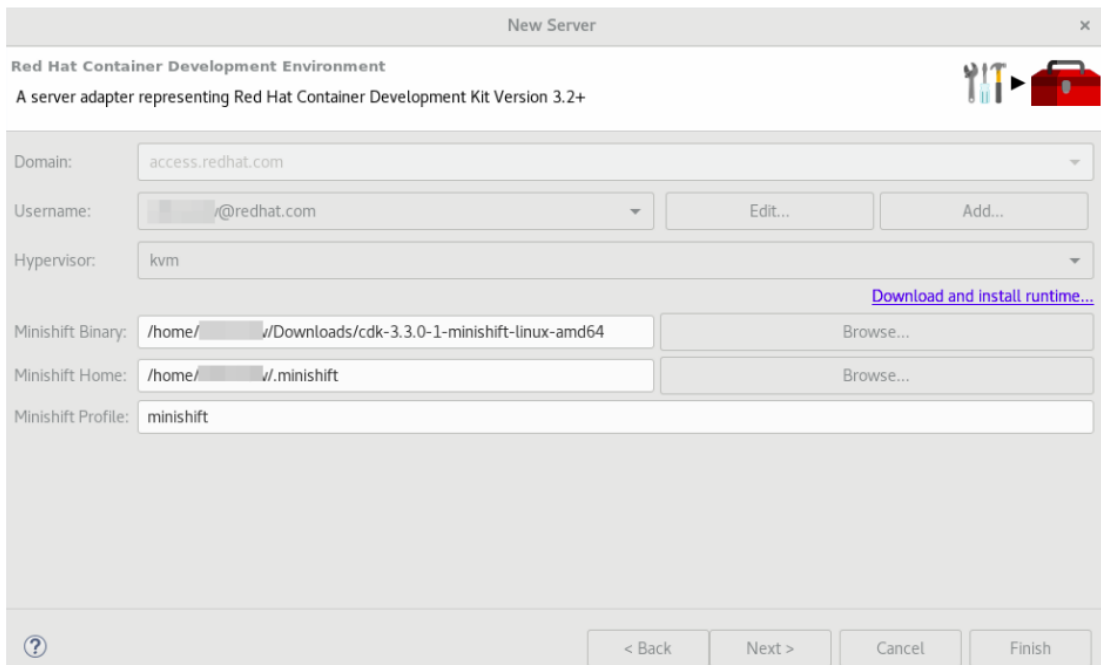 New Server
Red Hat Container Development Environment
A server adapter representing Red Hat Container Development Kit Version 3.2+
Domain: access.redhat.com
Username: @redhat.com Edit... Add...
Hypervisor: kvm
Download and install runtime...
Minishift Binary: /home/ /Downloads/cdk-3.3.0-1-minishift-linux-amd64 Browse...
Minishift Home: /home/ /.minishift Browse...
Minishift Profile: minishift
? < Back Next > Cancel Finish